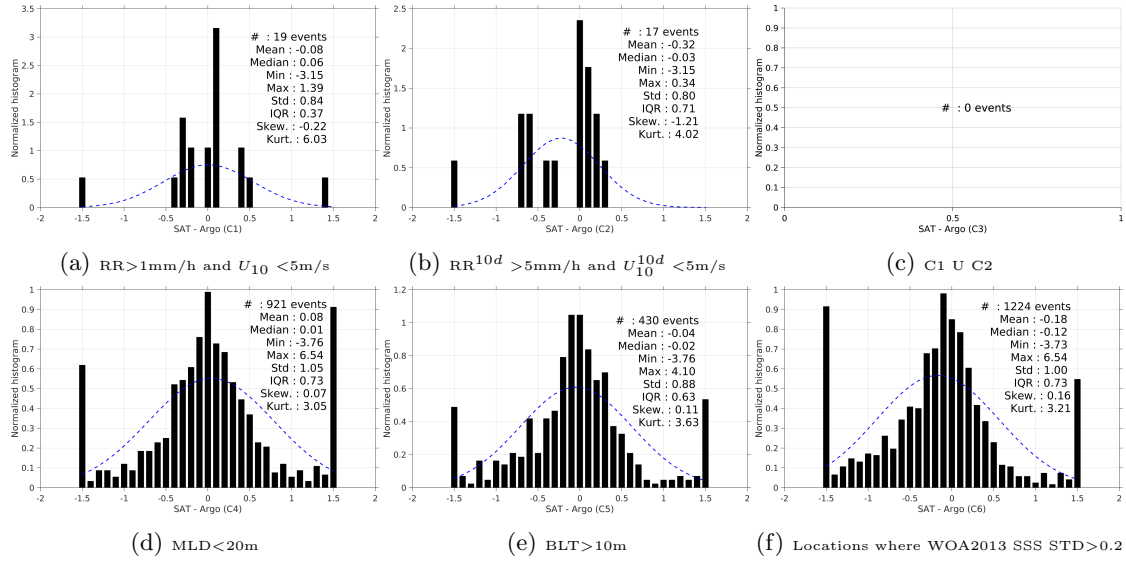 3.5
3
2.5
2
1.5
1
0.5
0
Normalized histogram
# : 19 events
Mean : -0.08
Median : 0.06
Min : -3.15
Max : 1.39
Std : 0.84
IQR : 0.37
Skew. : -0.22
Kurt. : 6.03
-2 -1.5 -1 -0.5 0 0.5 1 1.5 2
SAT - Argo (C1)
(a) RR>1mm/h and U10 <5m/s
2.5
2
1.5
1
0.5
0
Normalized histogram
# : 17 events
Mean : -0.32
Median : -0.03
Min : -3.15
Max : 0.34
Std : 0.80
IQR : 0.71
Skew. : -1.21
Kurt. : 4.02
-2 -1.5 -1 -0.5 0 0.5 1 1.5 2
SAT - Argo (C2)
(b) RR^10d >5mm/h and U10^10d <5m/s
1
0.9
0.8
0.7
0.6
0.5
0.4
0.3
0.2
0.1
0
Normalized histogram
# : 0 events
0 0.5 1
SAT - Argo (C3)
(c) C1 U C2
1
0.9
0.8
0.7
0.6
0.5
0.4
0.3
0.2
0.1
0
Normalized histogram
# : 921 events
Mean : 0.08
Median : 0.01
Min : -3.76
Max : 6.54
Std : 1.05
IQR : 0.73
Skew. : 0.07
Kurt. : 3.05
-2 -1.5 -1 -0.5 0 0.5 1 1.5 2
SAT - Argo (C4)
(d) MLD<20m
1.2
1
0.8
0.6
0.4
0.2
0
Normalized histogram
# : 430 events
Mean : -0.04
Median : -0.02
Min : -3.76
Max : 4.10
Std : 0.88
IQR : 0.63
Skew. : 0.11
Kurt. : 3.63
-2 -1.5 -1 -0.5 0 0.5 1 1.5 2
SAT - Argo (C5)
(e) BLT>10m
1
0.9
0.8
0.7
0.6
0.5
0.4
0.3
0.2
0.1
0
Normalized histogram
# : 1224 events
Mean : -0.18
Median : -0.12
Min : -3.73
Max : 6.54
Std : 1.00
IQR : 0.73
Skew. : 0.16
Kurt. : 3.21
-2 -1.5 -1 -0.5 0 0.5 1 1.5 2
SAT - Argo (C6)
(f) Locations where WOA2013 SSS STD>0.2